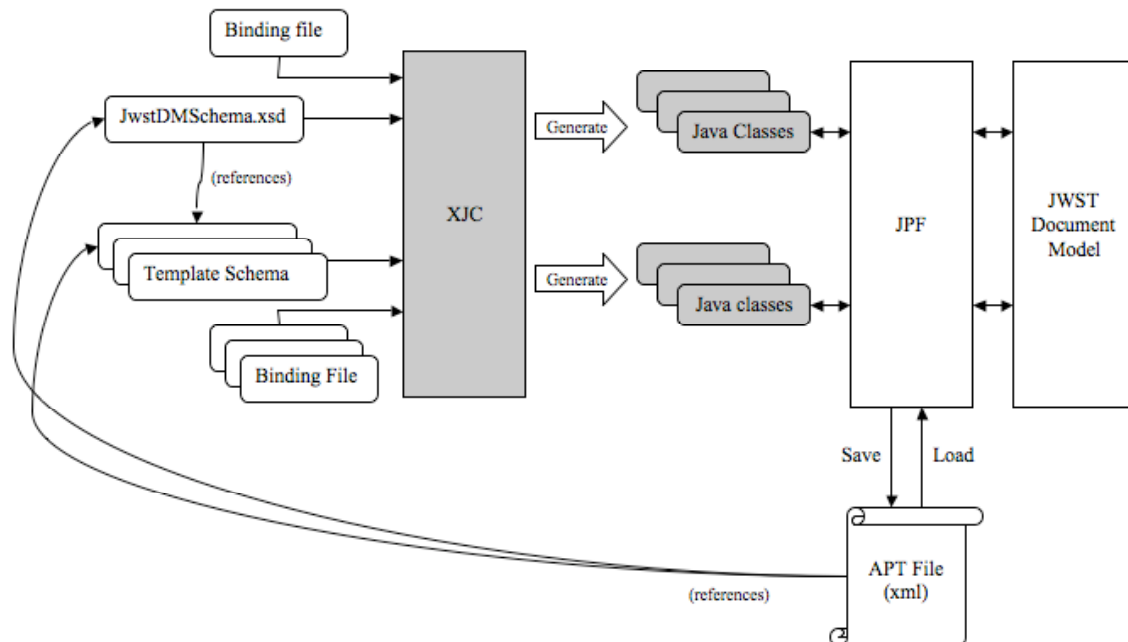 Binding file
JwstDMSchema.xsd
(references)
Template Schema
Binding File
XJC
Generate
Java Classes
Generate
Java classes
JPF
JWST
Document
Model
Save
Load
APT File
(xml)
(references)